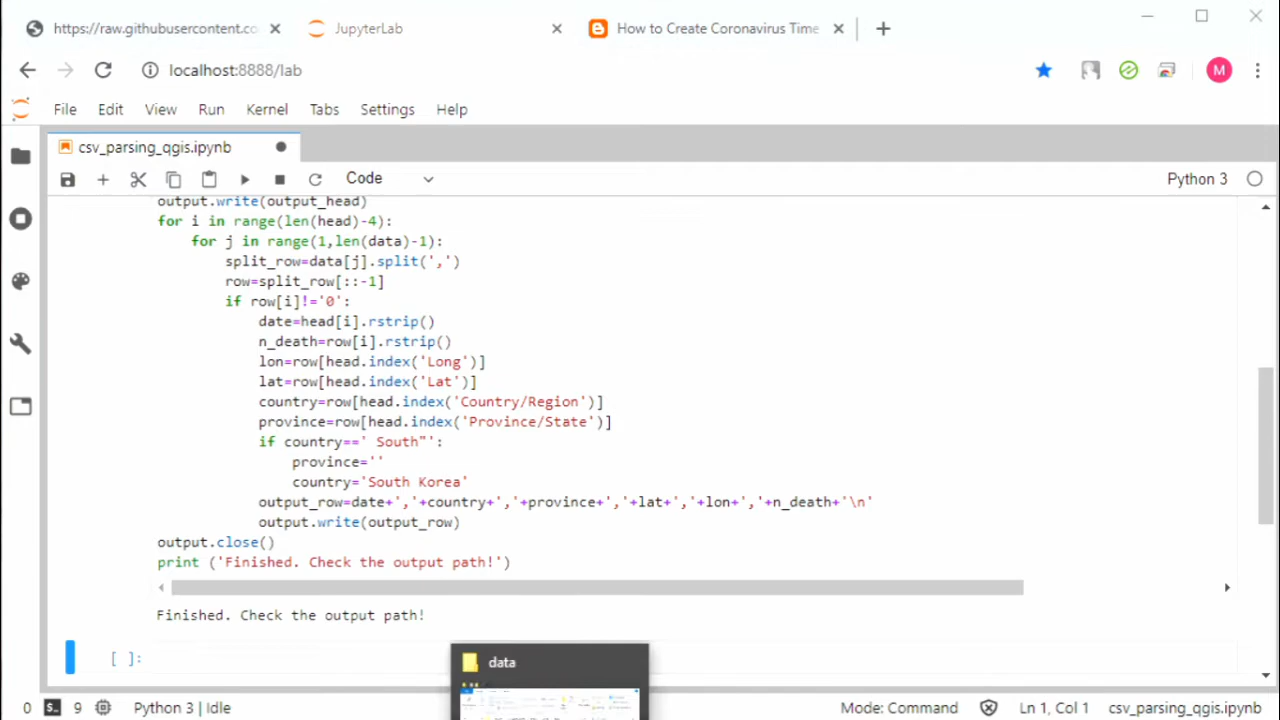 https://raw.githubusercontent.co
JupyterLab
How to Create Coronavirus Time
localhost:8888/lab
M
File Edit View Run Kernel Tabs Settings Help
csv_parsing_qgis.ipynb
Code
Python 3
output.write(output_head)
for i in range(len(head)-4):
for j in range(1,len(data)-1):
split_row=data[j].split(',')
row=split_row[::-1]
if row[i]!='0':
date=head[i].rstrip()
n_death=row[i].rstrip()
lon=row[head.index('Long')]
lat=row[head.index('Lat')]
country=row[head.index('Country/Region')]
province=row[head.index('Province/State')]
if country==' South"':
province=''
country='South Korea'
output_row=date+','+country+','+province+','+lat+','+lon+','+n_death+'\n'
output.write(output_row)
output.close()
print ('Finished. Check the output path!')
Finished. Check the output path!
[ ]:
data
0 $_ 9 Python 3 | Idle Mode: Command Ln 1, Col 1 csv_parsing_qgis.ipynb